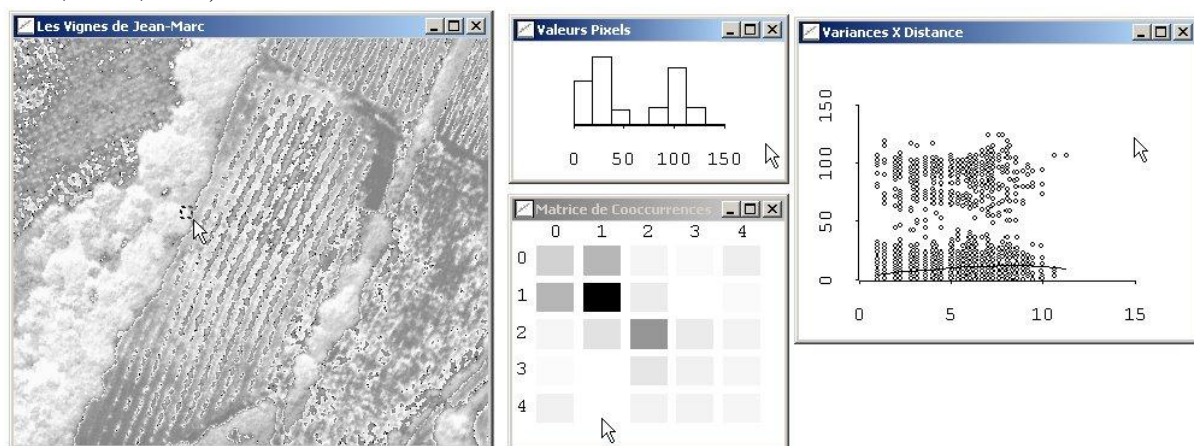 Les Vignes de Jean-Marc
Valeurs Pixels
0 50 100 150
Matrice de Cooccurrences
0 1 2 3 4
0
1
2
3
4
Variances X Distance
150
100
50
0
0 5 10 15